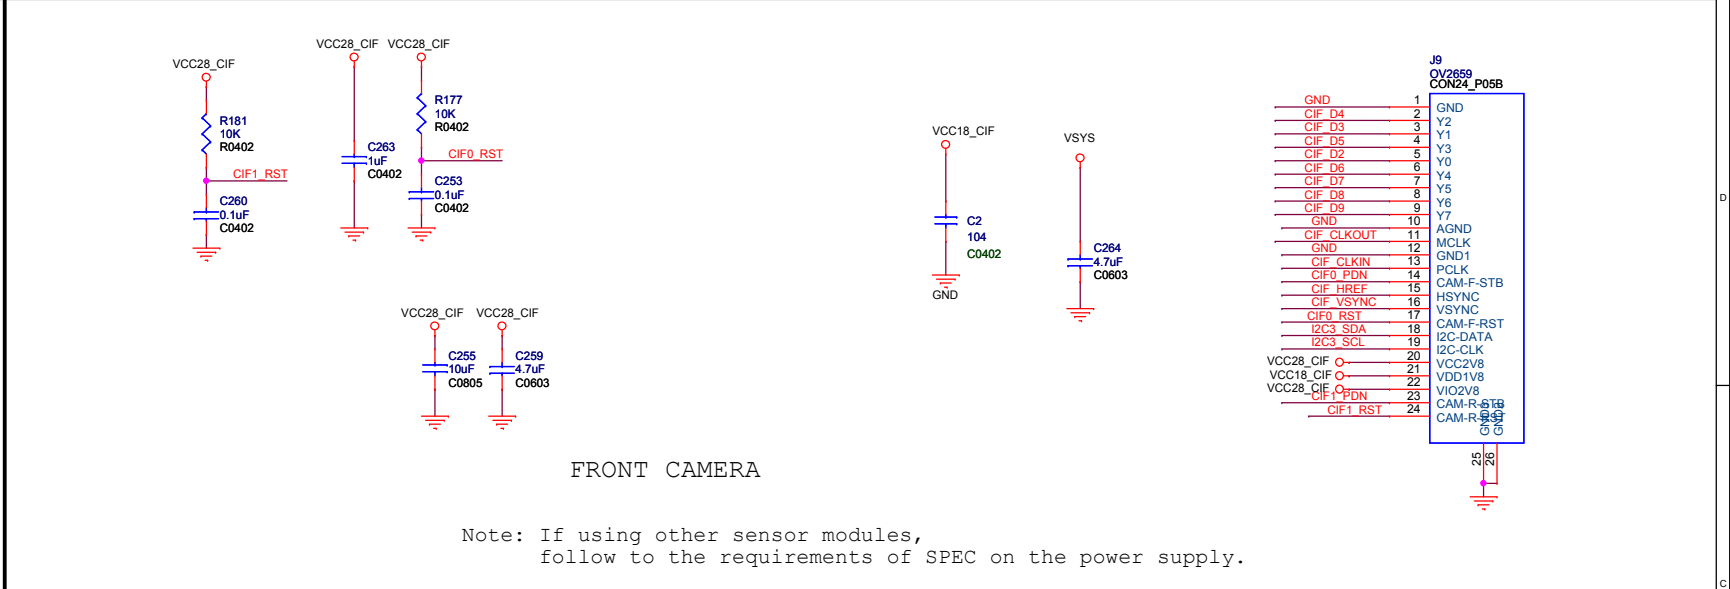 VCC28_CIF
R181
10K
R0402
CIF1_RST
C260
0.1uF
C0402
VCC28_CIF
C263
1uF
C0402
VCC28_CIF
R177
10K
R0402
CIF0_RST
C253
0.1uF
C0402
VCC28_CIF
C255
10uF
C0805
VCC28_CIF
C259
4.7uF
C0603
VCC18_CIF
C2
104
C0402
GND
VSYS
C264
4.7uF
C0603
J9
OV2659
CON24_P05B
GND 1 GND
CIF_D4 2 Y2
CIF_D3 3 Y1
CIF_D5 4 Y3
CIF_D2 5 Y0
CIF_D6 6 Y4
CIF_D7 7 Y5
CIF_D8 8 Y6
CIF_D9 9 Y7
GND 10 AGND
CIF_CLKOUT 11 MCLK
GND 12 GND1
CIF_CLKIN 13 PCLK
CIF0_PDN 14 CAM-F-STB
CIF_HREF 15 HSYNC
CIF_VSYNC 16 VSYNC
CIF0_RST 17 CAM-F-RST
I2C3_SDA 18 I2C-DATA
I2C3_SCL 19 I2C-CLK
VCC28_CIF 20 VCC2V8
VCC18_CIF 21 VDD1V8
VCC28_CIF 22 VIO2V8
CIF1_PDN 23 CAM-R-STB
CIF1_RST 24 CAM-R-RST
25
26
FRONT CAMERA
Note: If using other sensor modules,
follow to the requirements of SPEC on the power supply.
D
C